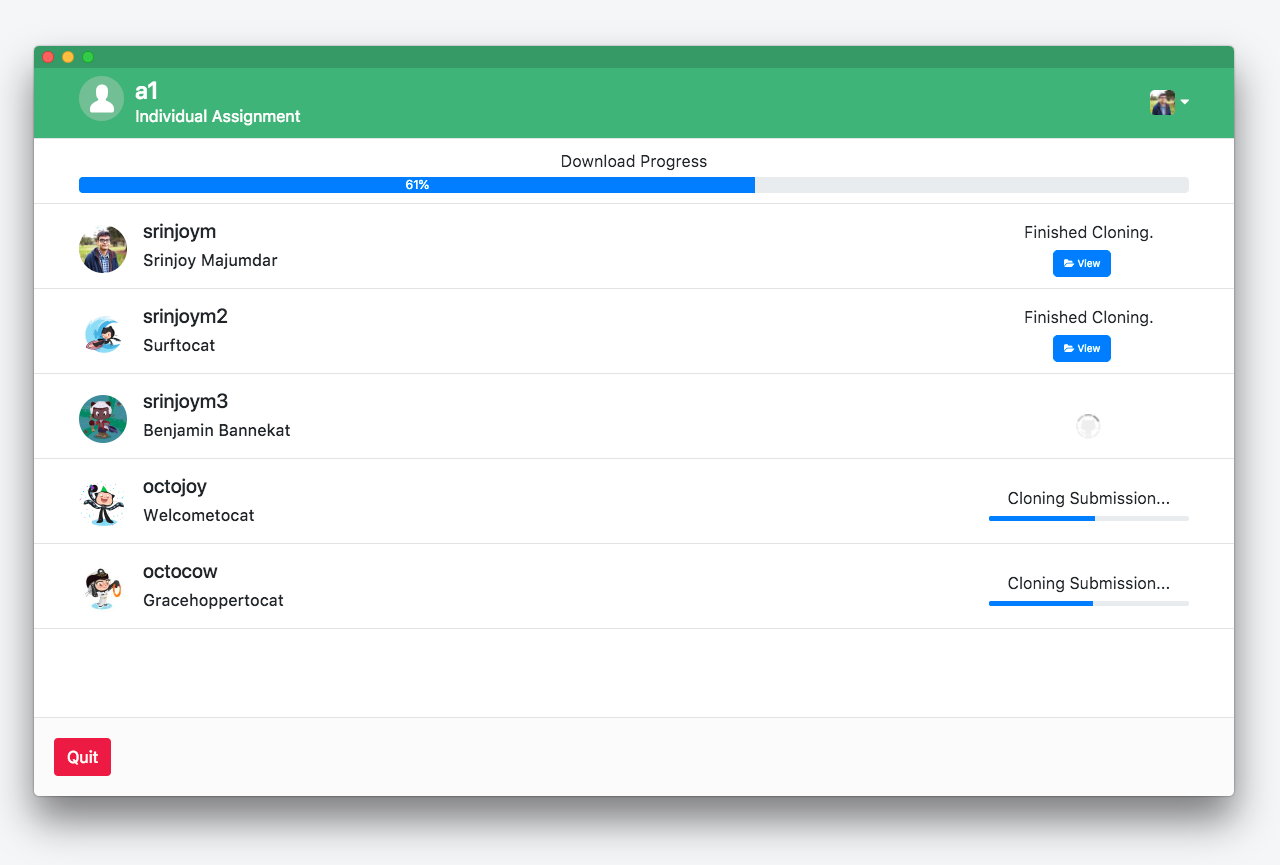 a1
Individual Assignment
Download Progress
61%
srinjoym
Srinjoy Majumdar
Finished Cloning.
View
srinjoym2
Surftocat
Finished Cloning.
View
srinjoym3
Benjamin Bannekat
octojoy
Welcometocat
Cloning Submission...
octocow
Gracehoppertocat
Cloning Submission...
Quit